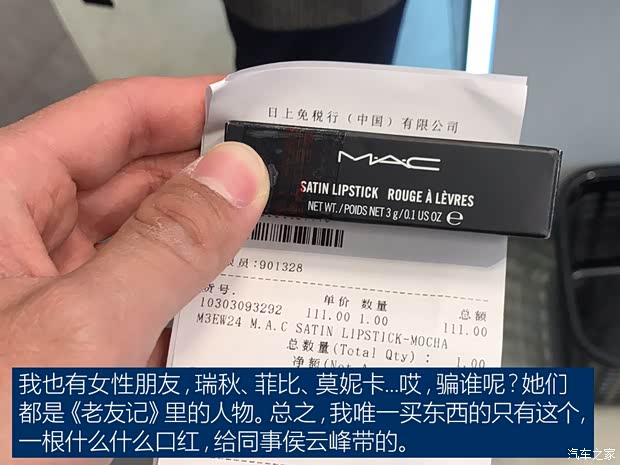 日上免税行（中国）有限公司
M·A·C
SATIN LIPSTICK ROUGE À LÈVRES
NET WT./POIDS NET 3 g/0.1 US OZ e
员:901328
货号. 单价 数量 总额
10303093292 111.00 1.00 111.00
M3EW24 M.A.C SATIN LIPSTICK-MOCHA
总数量(Total Qty) : 1.00
我也有女性朋友,瑞秋、菲比、莫妮卡...哎,骗谁呢?她们
都是《老友记》里的人物。总之,我唯一买东西的只有这个,
一根什么什么口红,给同事侯云峰带的。
汽车之家